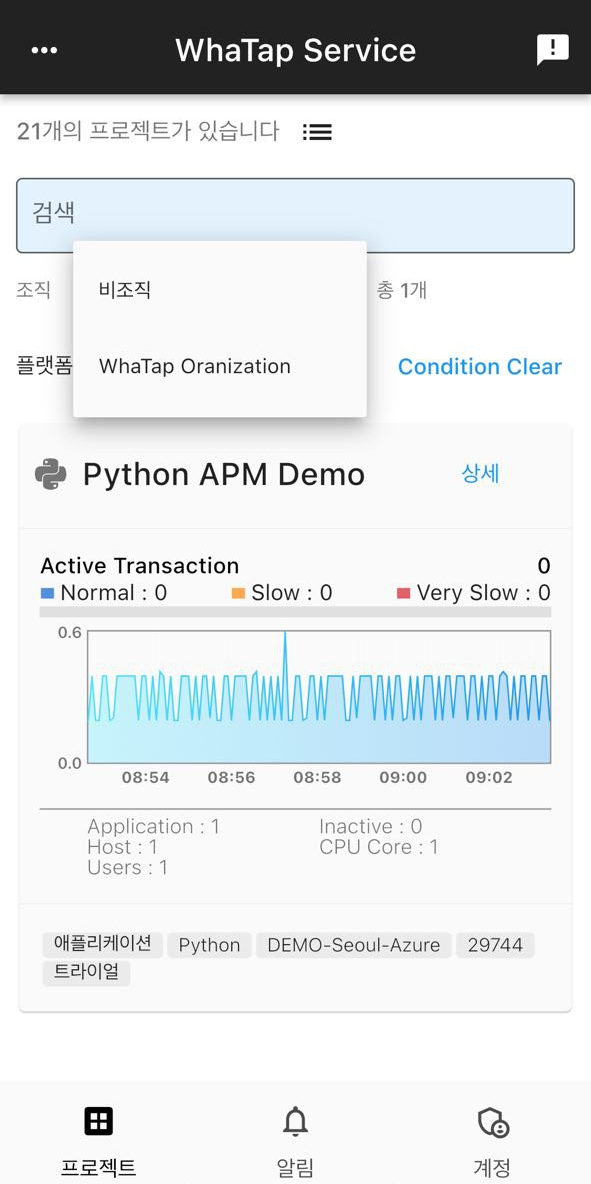 WhaTap Service
21개의 프로젝트가 있습니다
검색
조직
비조직
총 1개
플랫폼
WhaTap Oranization
Condition Clear
Python APM Demo
상세
Active Transaction 0
Normal : 0 Slow : 0 Very Slow : 0
0.6
0.0
08:54 08:56 08:58 09:00 09:02
Application : 1 Inactive : 0
Host : 1 CPU Core : 1
Users : 1
애플리케이션 Python DEMO-Seoul-Azure 29744
트라이얼
프로젝트 알림 계정